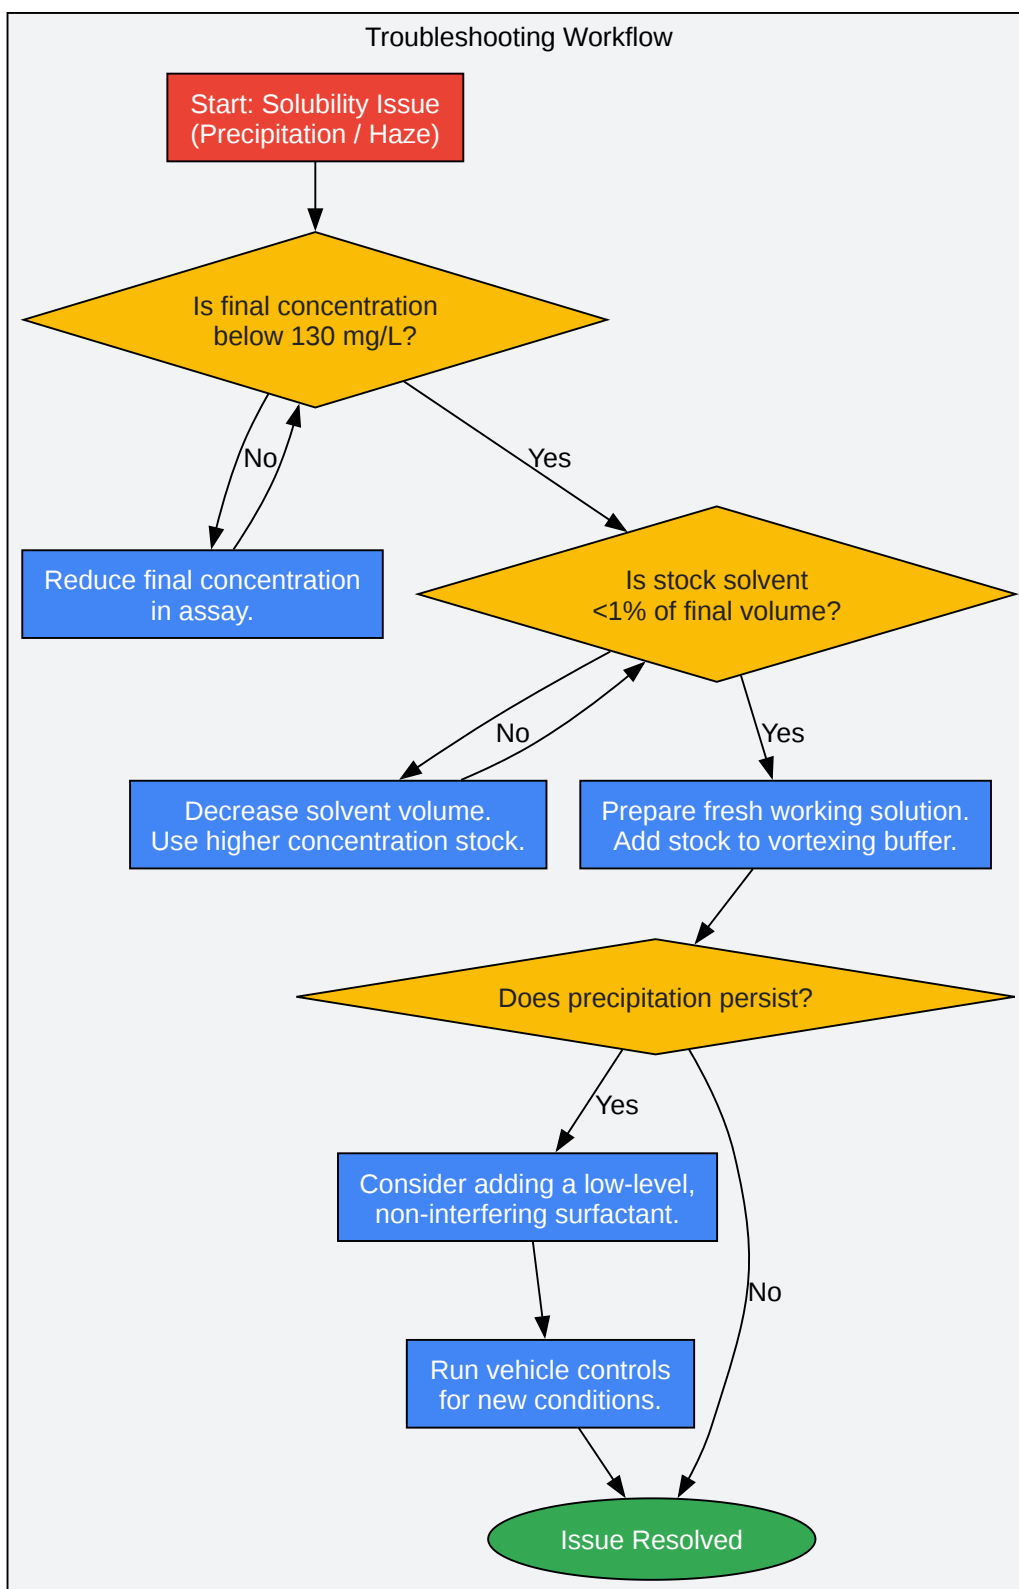 Troubleshooting Workflow
Start: Solubility Issue
(Precipitation / Haze)
Is final concentration
below 130 mg/L?
No
Yes
Reduce final concentration
in assay.
Is stock solvent
<1% of final volume?
No
Yes
Decrease solvent volume.
Use higher concentration stock.
Prepare fresh working solution.
Add stock to vortexing buffer.
Does precipitation persist?
Yes
Consider adding a low-level,
non-interfering surfactant.
No
Run vehicle controls
for new conditions.
Issue Resolved